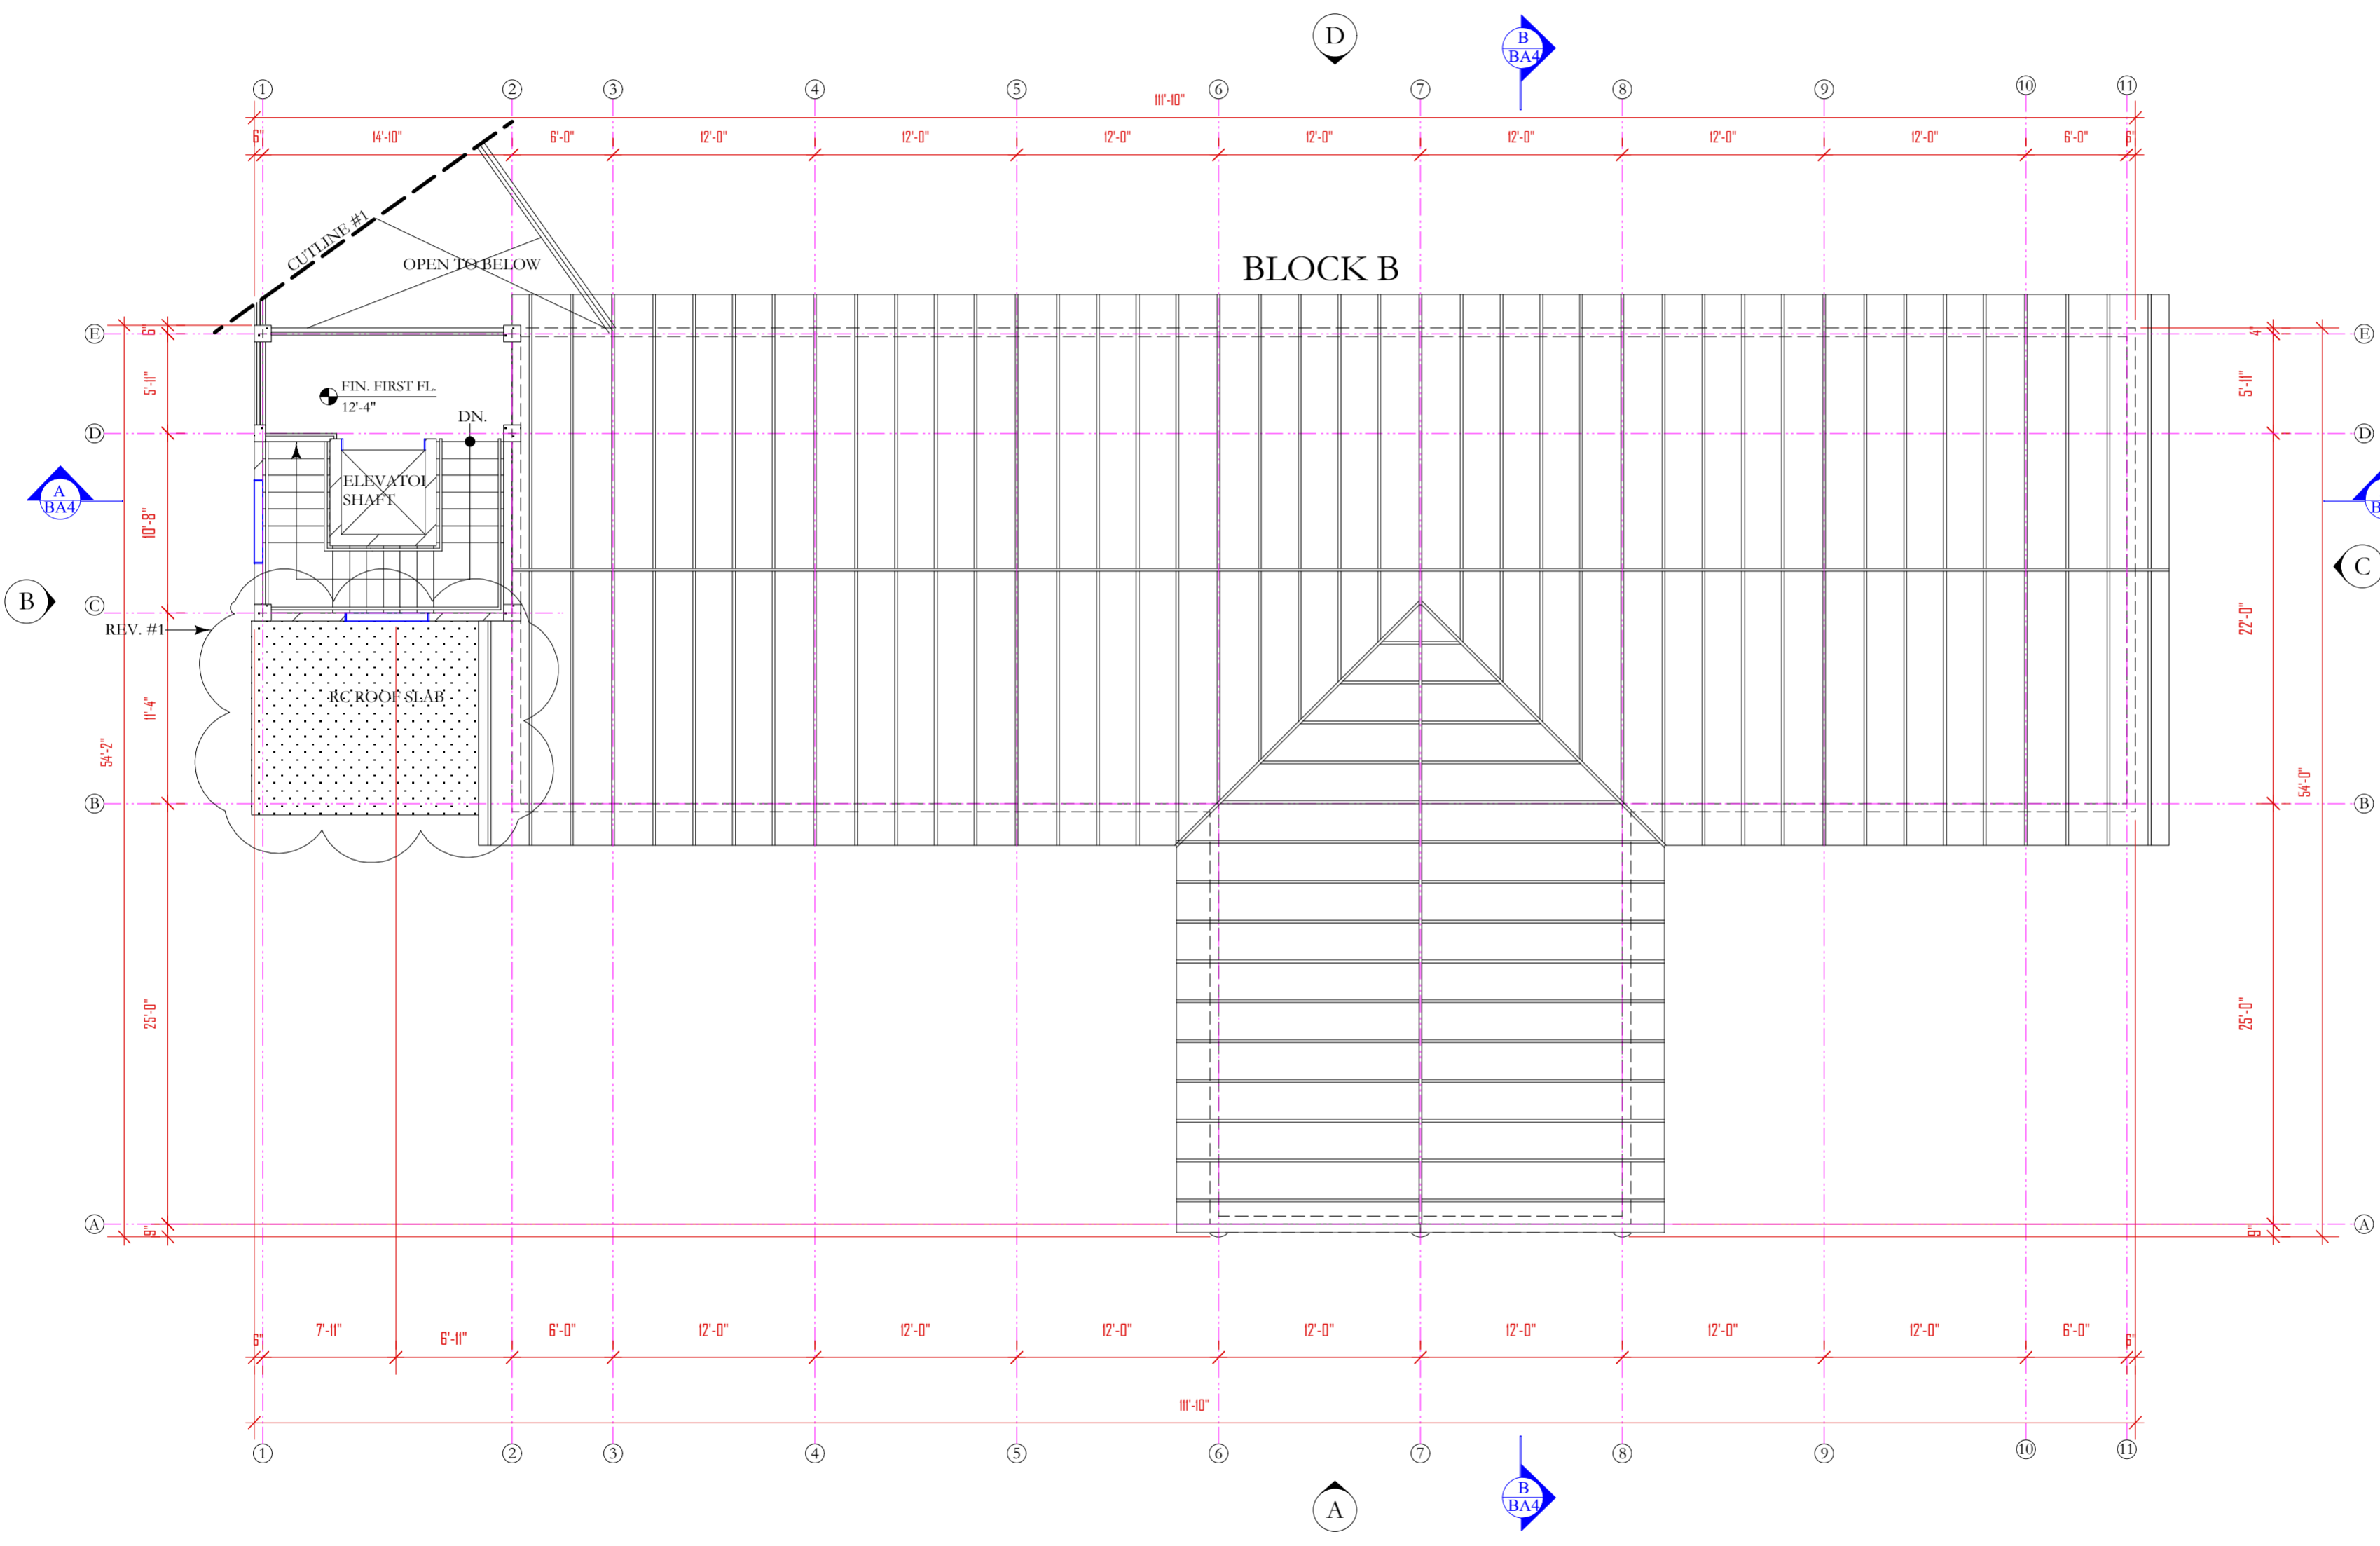 D
B
BA4
1
2
3
4
5
6
7
8
9
10
11
111'-10"
6"
14'-10"
6'-0"
12'-0"
12'-0"
12'-0"
12'-0"
12'-0"
12'-0"
12'-0"
6'-0"
6"
CUTLINE #1
OPEN TO BELOW
BLOCK B
E
6"
4"
E
5'-11"
FIN. FIRST FL.
12'-4"
5'-11"
DN.
D
D
A
BA4
ELEVATOR
SHAFT
10'-8"
B
C
B
C
REV. #1
22'-0"
RC ROOF SLAB
11'-4"
54'-2"
54'-0"
B
B
25'-0"
25'-0"
A
A
9"
9"
7'-11"
6'-11"
6'-0"
12'-0"
12'-0"
12'-0"
12'-0"
12'-0"
12'-0"
12'-0"
6'-0"
6"
111'-10"
1
2
3
4
5
6
7
8
9
10
11
A
B
BA4